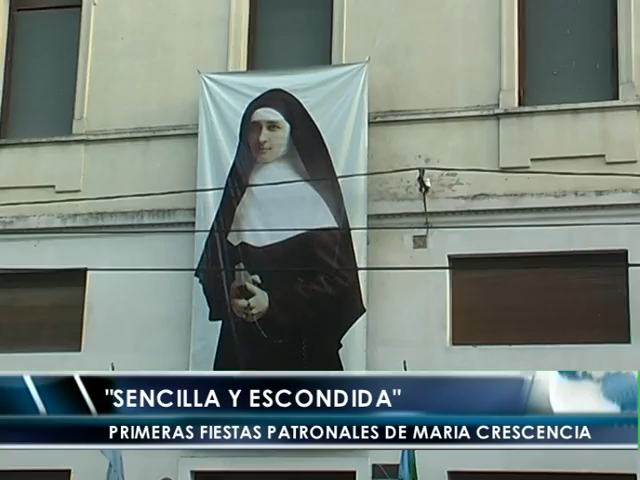 "SENCILLA Y ESCONDIDA"
PRIMERAS FIESTAS PATRONALES DE MARIA CRESCENCIA